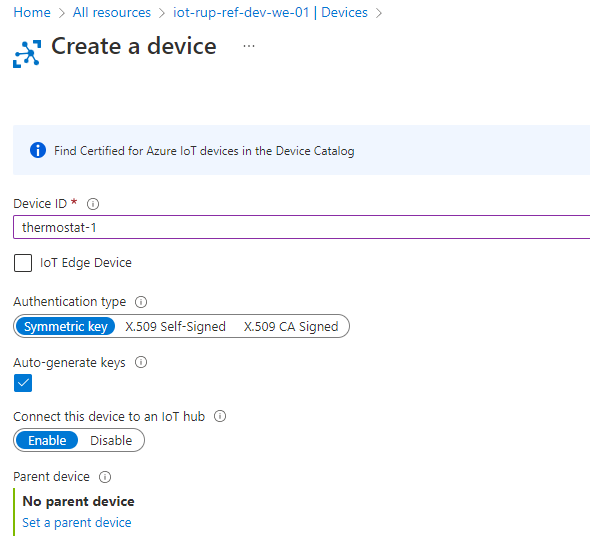 Home > All resources > iot-rup-ref-dev-we-01 | Devices >
Create a device ...
Find Certified for Azure IoT devices in the Device Catalog
Device ID *
thermostat-1
IoT Edge Device
Authentication type
Symmetric key X.509 Self-Signed X.509 CA Signed
Auto-generate keys
Connect this device to an IoT hub
Enable Disable
Parent device
No parent device
Set a parent device